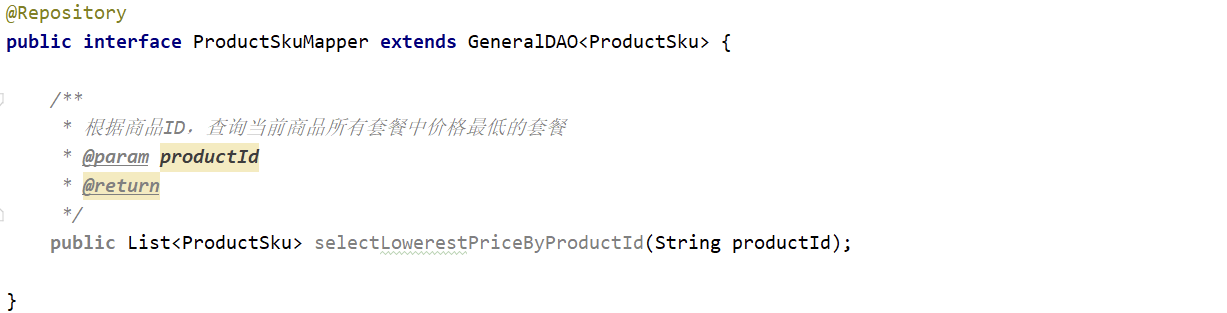 @Repository
public interface ProductSkuMapper extends GeneralDAO<ProductSku> {
/**
* 根据商品ID，查询当前商品所有套餐中价格最低的套餐
* @param productId
* @return
*/
public List<ProductSku> selectLowerestPriceByProductId(String productId);
}